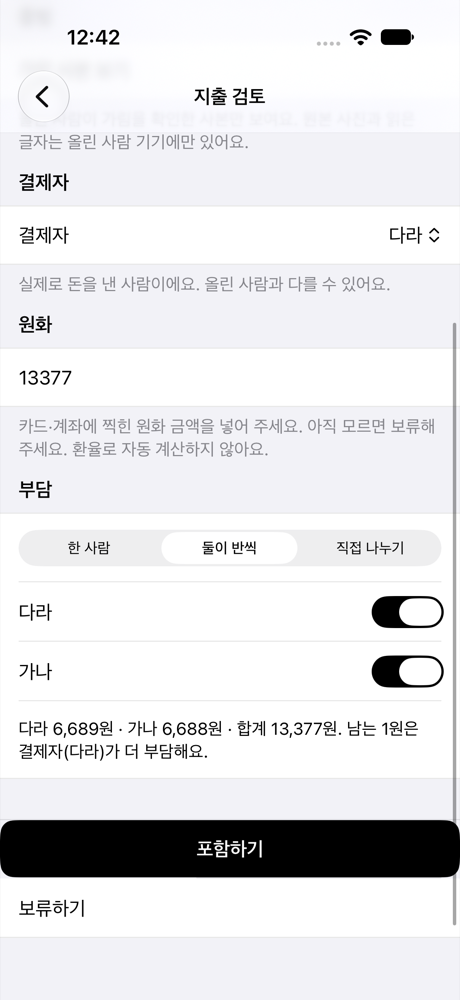 12:42
지출 검토
글자는 올린 사람 기기에만 있어요.
결제자
결제자
다라
실제로 돈을 낸 사람이에요. 올린 사람과 다를 수 있어요.
원화
13377
카드·계좌에 찍힌 원화 금액을 넣어 주세요. 아직 모르면 보류해
주세요. 환율로 자동 계산하지 않아요.
부담
한 사람
둘이 반씩
직접 나누기
다라
가나
다라 6,689원 · 가나 6,688원 · 합계 13,377원. 남는 1원은
결제자(다라)가 더 부담해요.
포함하기
보류하기